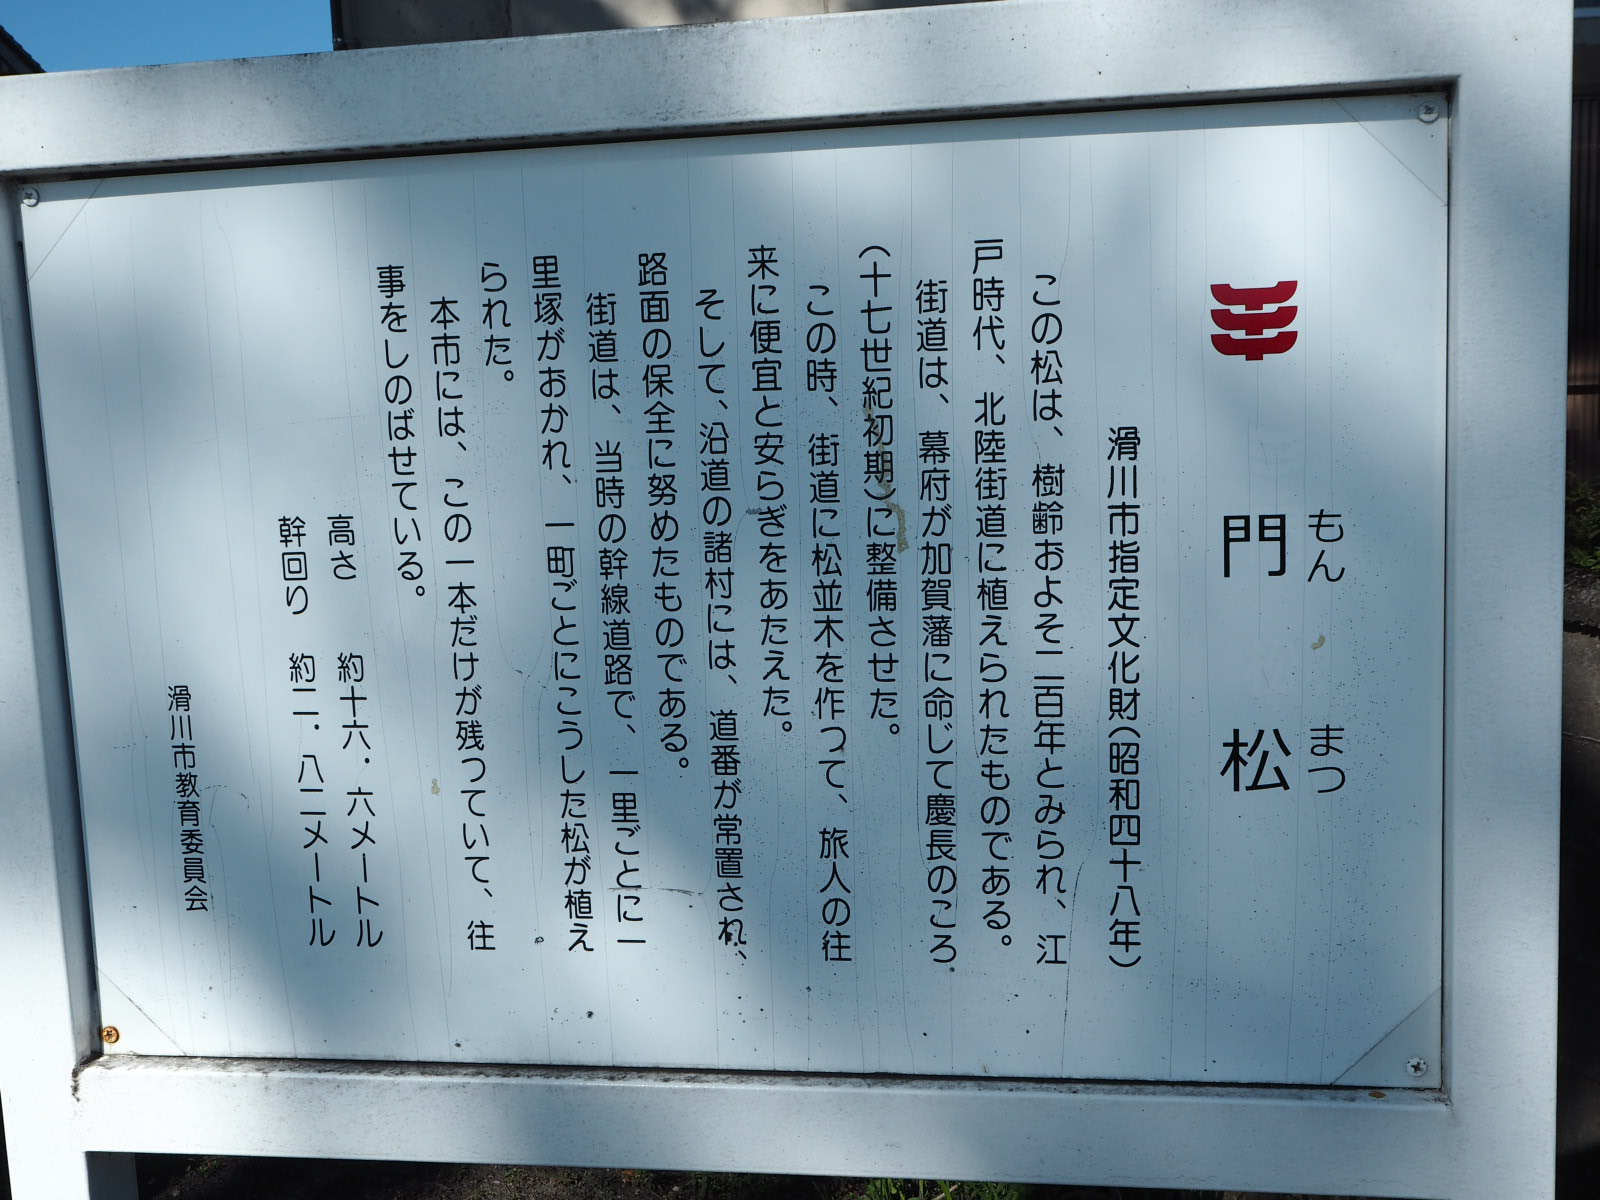 もん まつ
門松
滑川市指定文化財(昭和四十八年)
この松は、樹齢およそ二百年とみられ、江
戸時代、北陸街道に植えられたものである。
街道は、幕府が加賀藩に命じて慶長のころ
(十七世紀初期)に整備させた。
この時、街道に松並木を作って、旅人の往
来に便宜と安らぎをあたえた。
そして、沿道の諸村には、道番が常置され、
路面の保全に努めたものである。
街道は、当時の幹線道路で、一里ごとに一
里塚がおかれ、一町ごとにこうした松が植え
られた。
本市には、この一本だけが残っていて、往
事をしのばせている。
高さ 約十六・六メートル
幹回り 約二・八二メートル
滑川市教育委員会